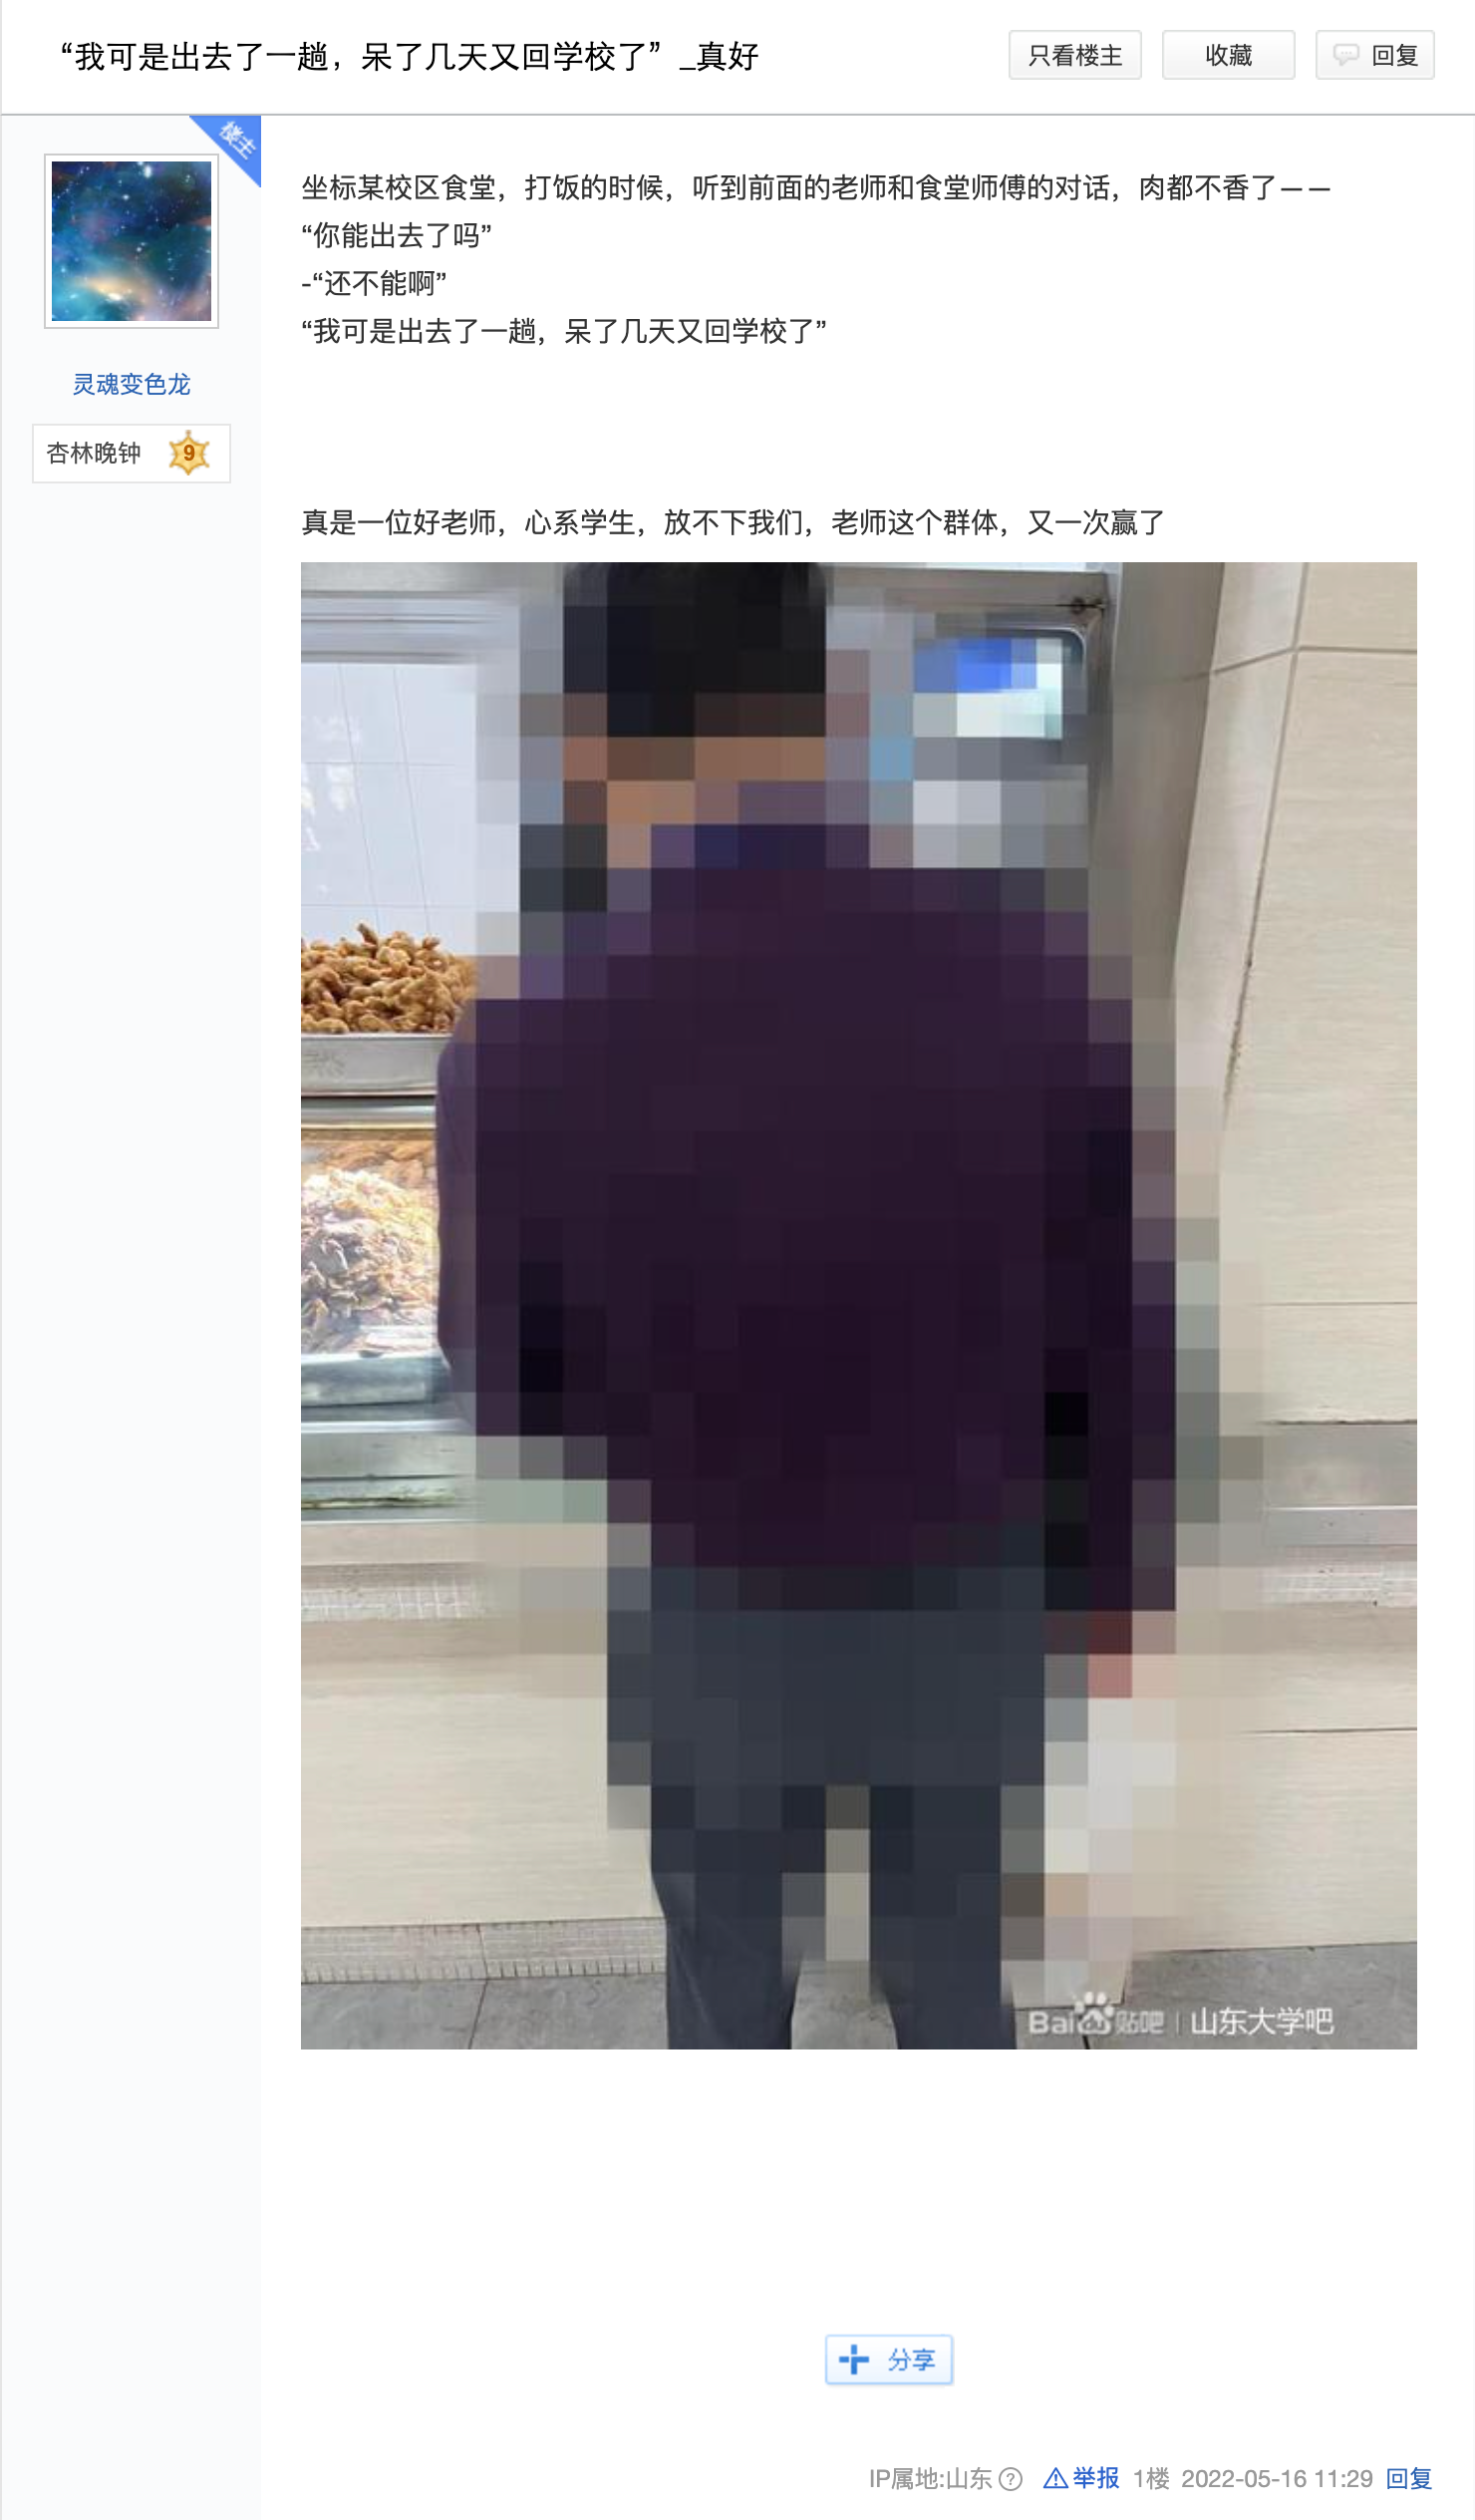 “我可是出去了一趟，呆了几天又回学校了”_真好
只看楼主
收藏
回复
楼主
灵魂变色龙
杏林晚钟 9
坐标某校区食堂，打饭的时候，听到前面的老师和食堂师傅的对话，肉都不香了——
“你能出去了吗”
-“还不能啊”
“我可是出去了一趟，呆了几天又回学校了”
真是一位好老师，心系学生，放不下我们，老师这个群体，又一次赢了
Bai贴吧 | 山东大学吧
分享
IP属地:山东 ? 举报 1楼 2022-05-16 11:29 回复